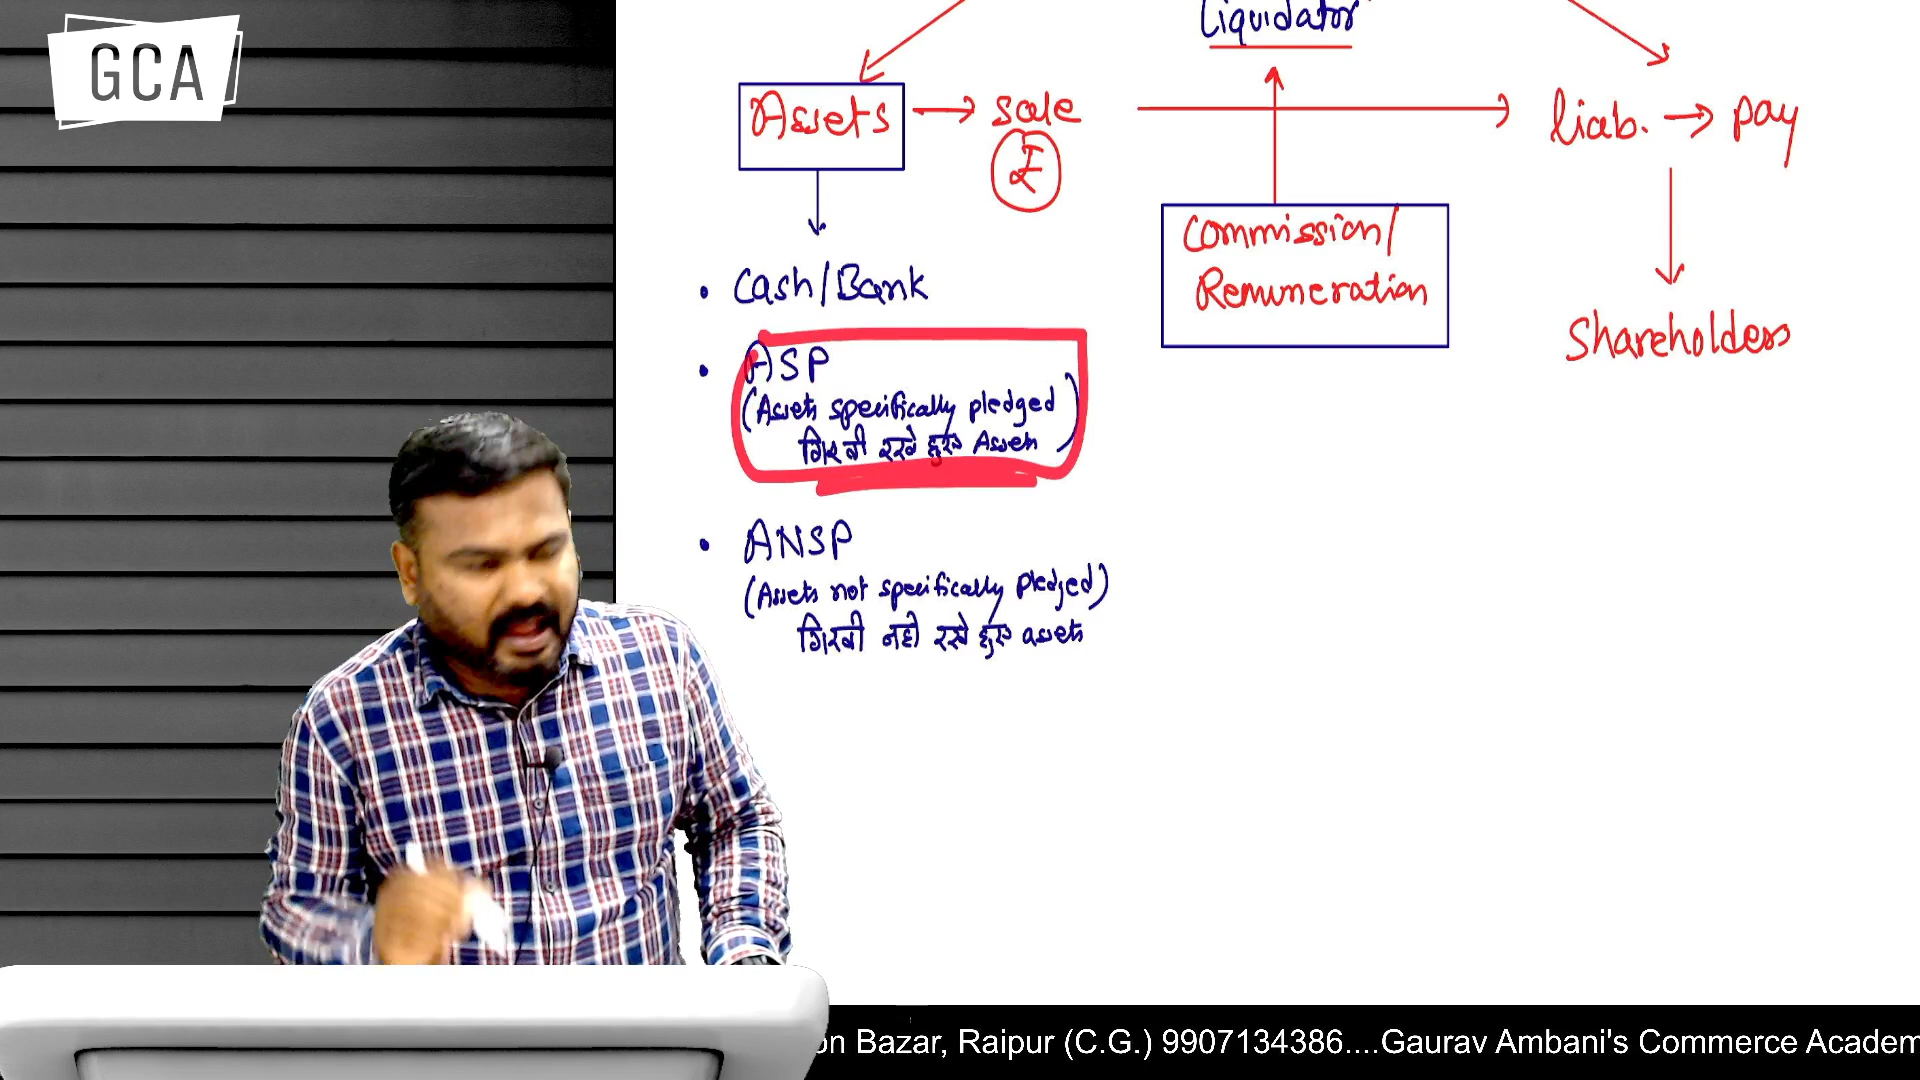 GCA
Liquidator
Assets → sale → liab. → pay
₹
Commission/
Remuneration
Shareholders
• Cash/Bank
• ASP
(Assets specifically pledged
गिरवी रखे हुए Assets)
• ANSP
(Assets not specifically pledged)
गिरवी नही रखे हुए assets
on Bazar, Raipur (C.G.) 9907134386....Gaurav Ambani's Commerce Academ